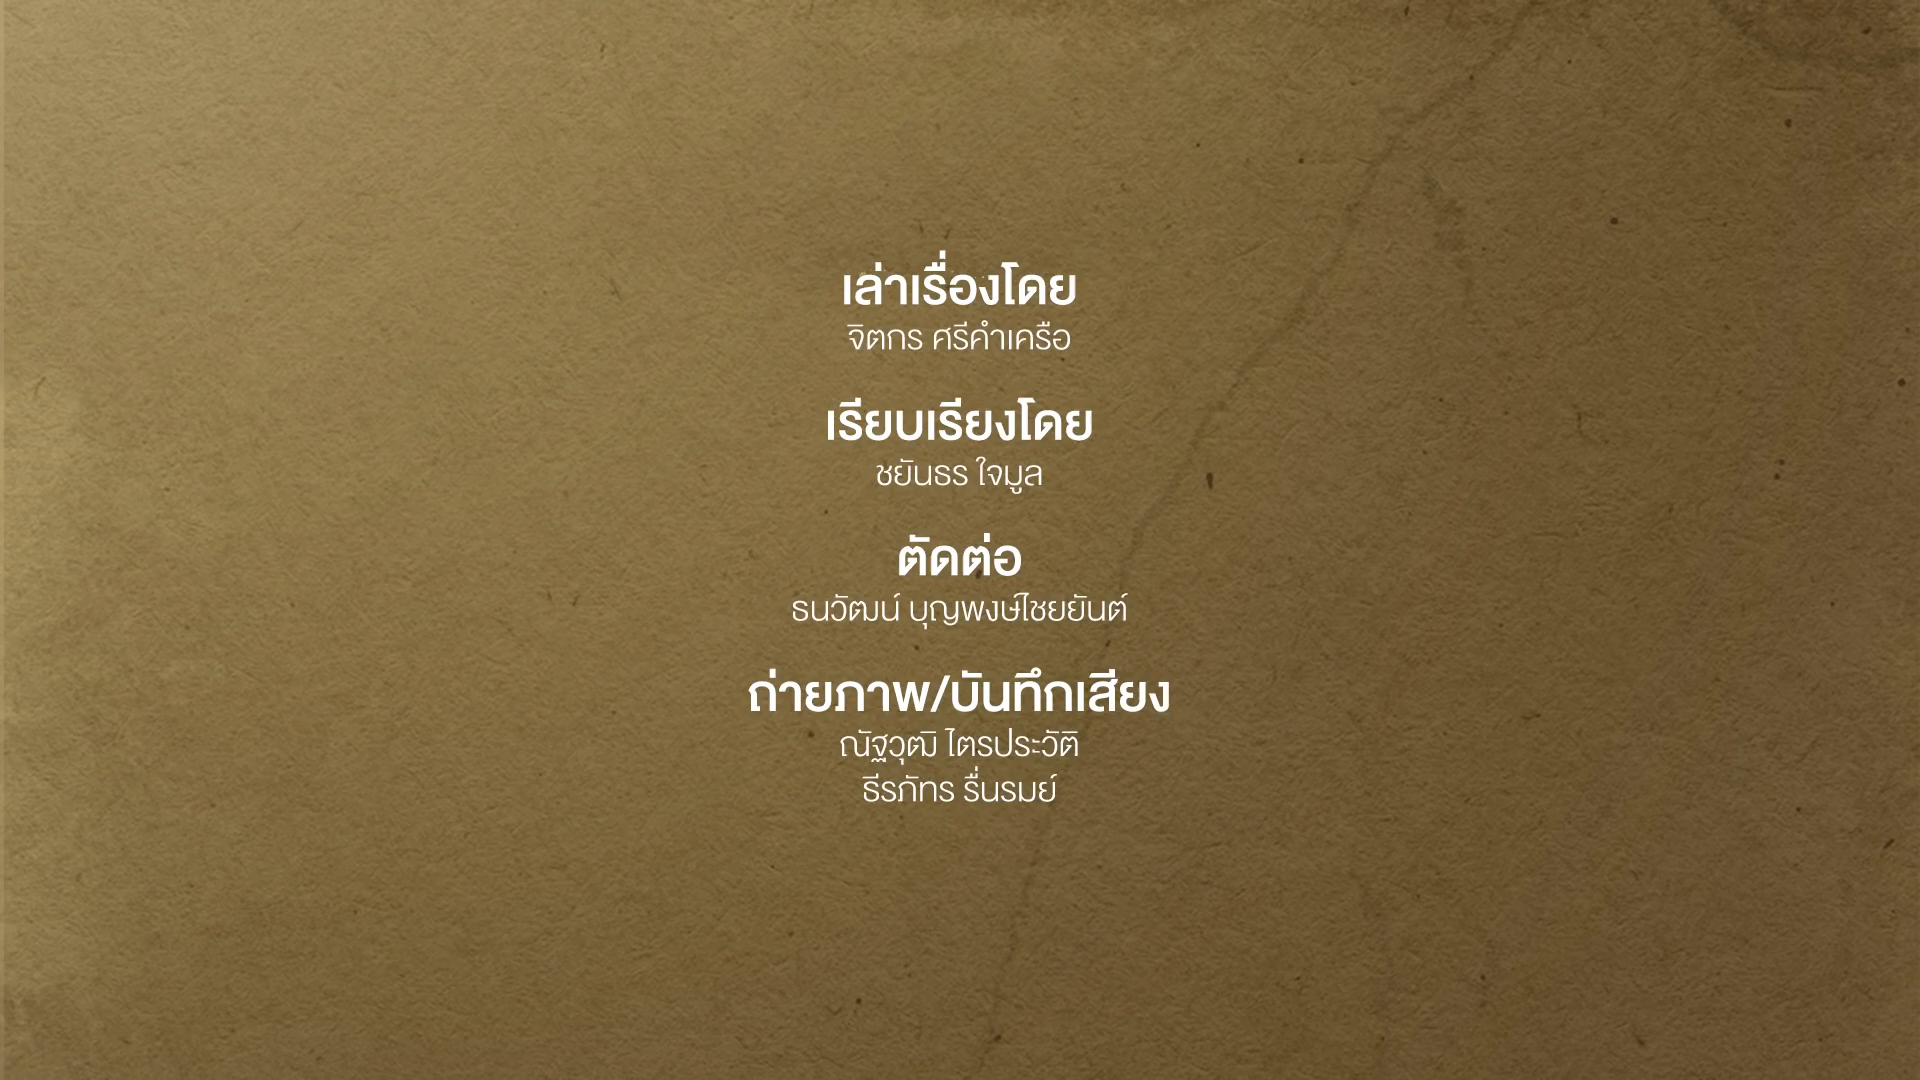 เล่าเรื่องโดย
จิตกร ศรีคำเครือ
เรียบเรียงโดย
ชยันธร ใจมูล
ตัดต่อ
ธนวัฒน์ บุญพงษ์ไชยยันต์
ถ่ายภาพ/บันทึกเสียง
ณัฐวุฒิ ไตรประวัติ
ธีรภัทร รื่นรมย์